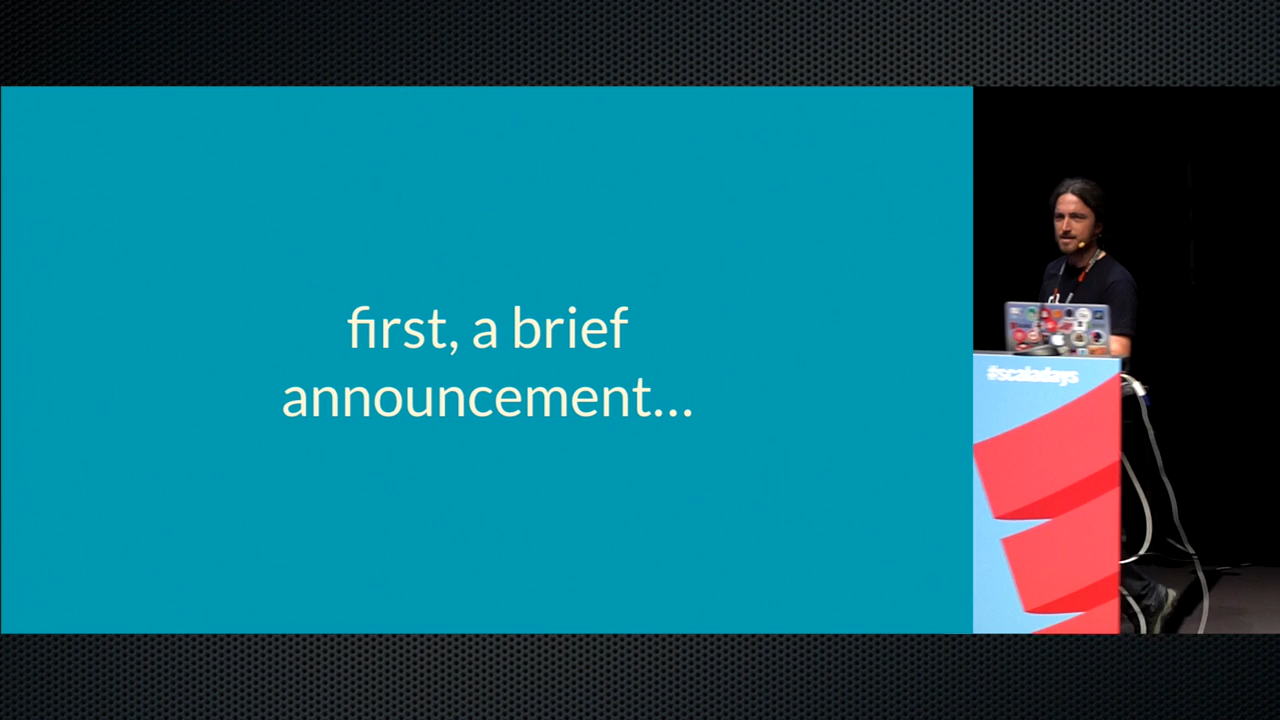 first, a brief
announcement...
#scaladays